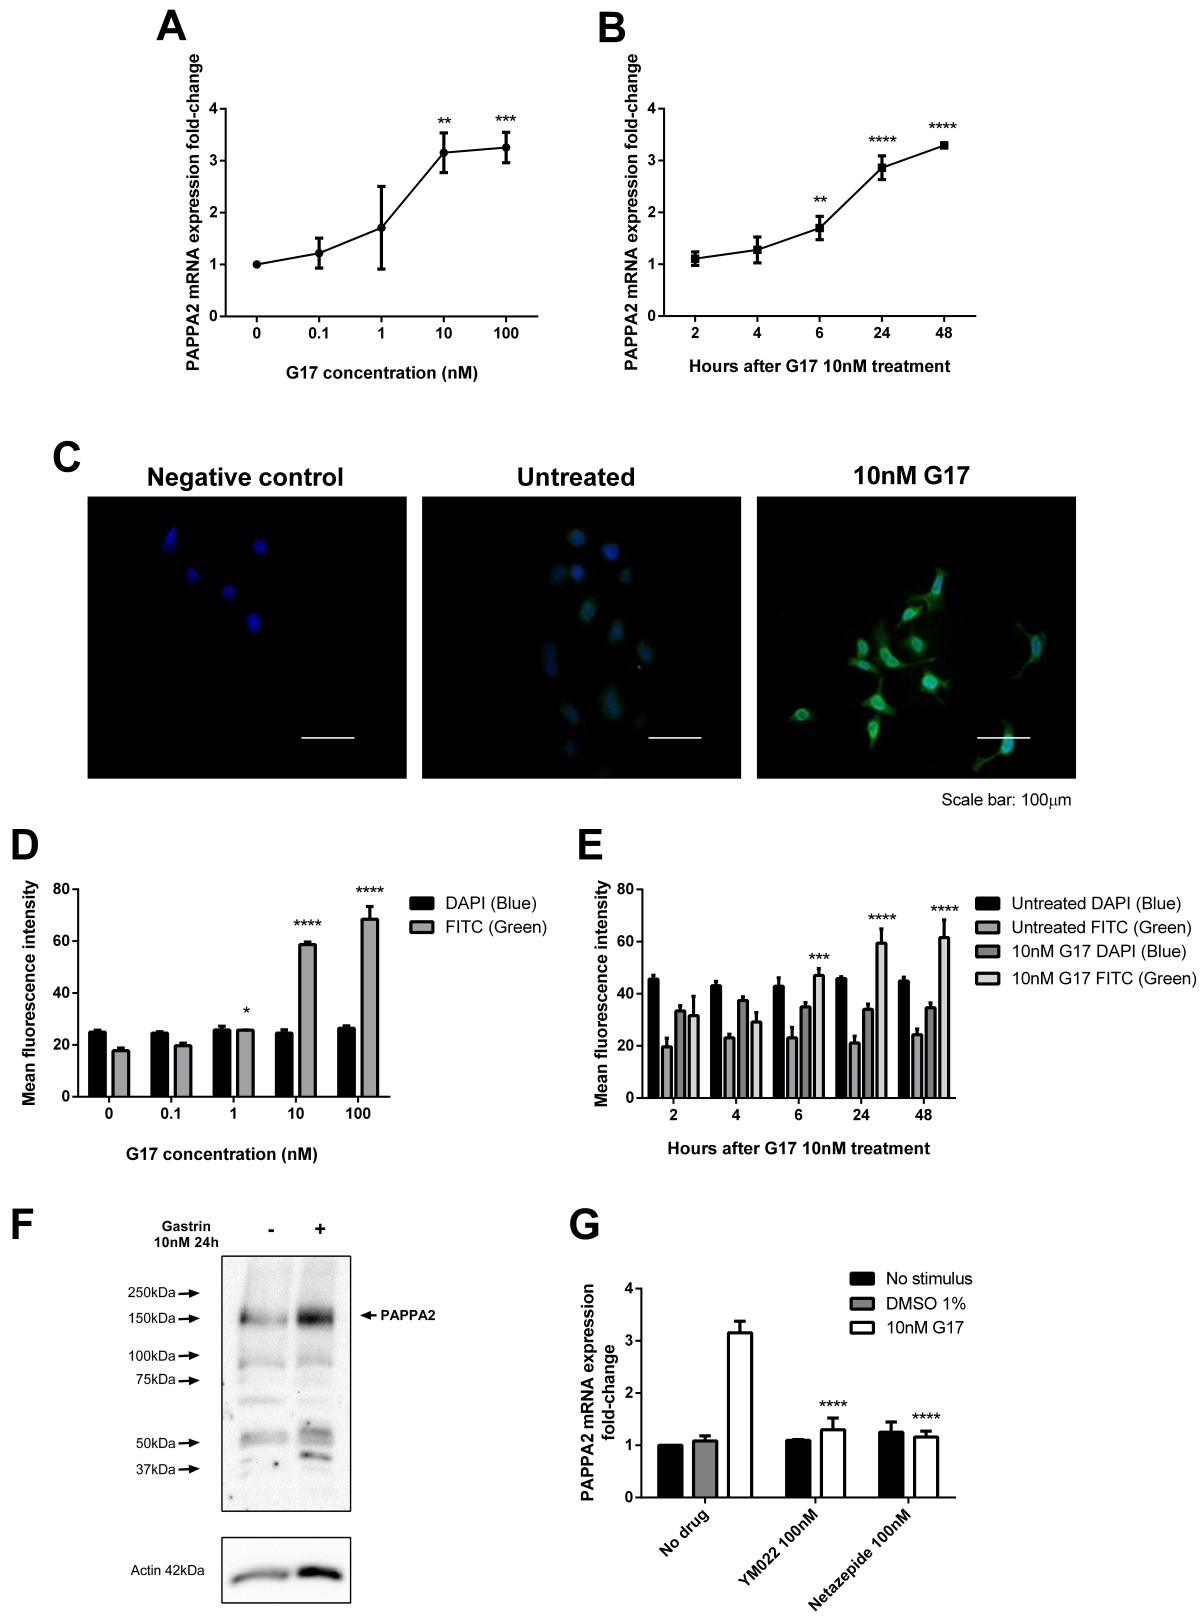 A
PAPPA2 mRNA expression fold-change
4
3
2
1
0
**
***
0 0.1 1 10 100
G17 concentration (nM)
B
PAPPA2 mRNA expression fold-change
4
3
2
1
0
**
****
****
2 4 6 24 48
Hours after G17 10nM treatment
C
Negative control
Untreated
10nM G17
Scale bar: 100μm
D
Mean fluorescence intensity
80
60
40
20
0
*
****
****
0 0.1 1 10 100
G17 concentration (nM)
DAPI (Blue)
FITC (Green)
E
Mean fluorescence intensity
80
60
40
20
0
***
****
****
2 4 6 24 48
Hours after G17 10nM treatment
Untreated DAPI (Blue)
Untreated FITC (Green)
10nM G17 DAPI (Blue)
10nM G17 FITC (Green)
F
Gastrin
10nM 24h
- +
250kDa
150kDa
100kDa
75kDa
50kDa
37kDa
PAPPA2
Actin 42kDa
G
PAPPA2 mRNA expression
fold-change
4
3
2
1
0
****
****
No drug
YM022 100nM
Netazepide 100nM
No stimulus
DMSO 1%
10nM G17